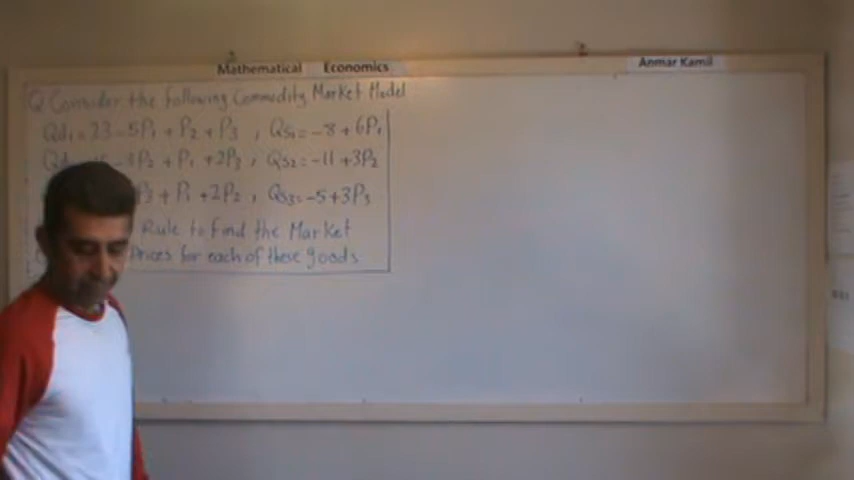 Mathematical Economics
Anmar Kamil
Q Consider the following Commodity Market Model
Qd₁=23-5P₁+P₂+P₃, Qs₁=-8+6P₁
-3P₂+P₁+2P₃, Qs₂=-11+3P₂
P₃+P₁+2P₂, Qs₃=-5+3P₃
Rule to find the Market
Prices for each of these goods